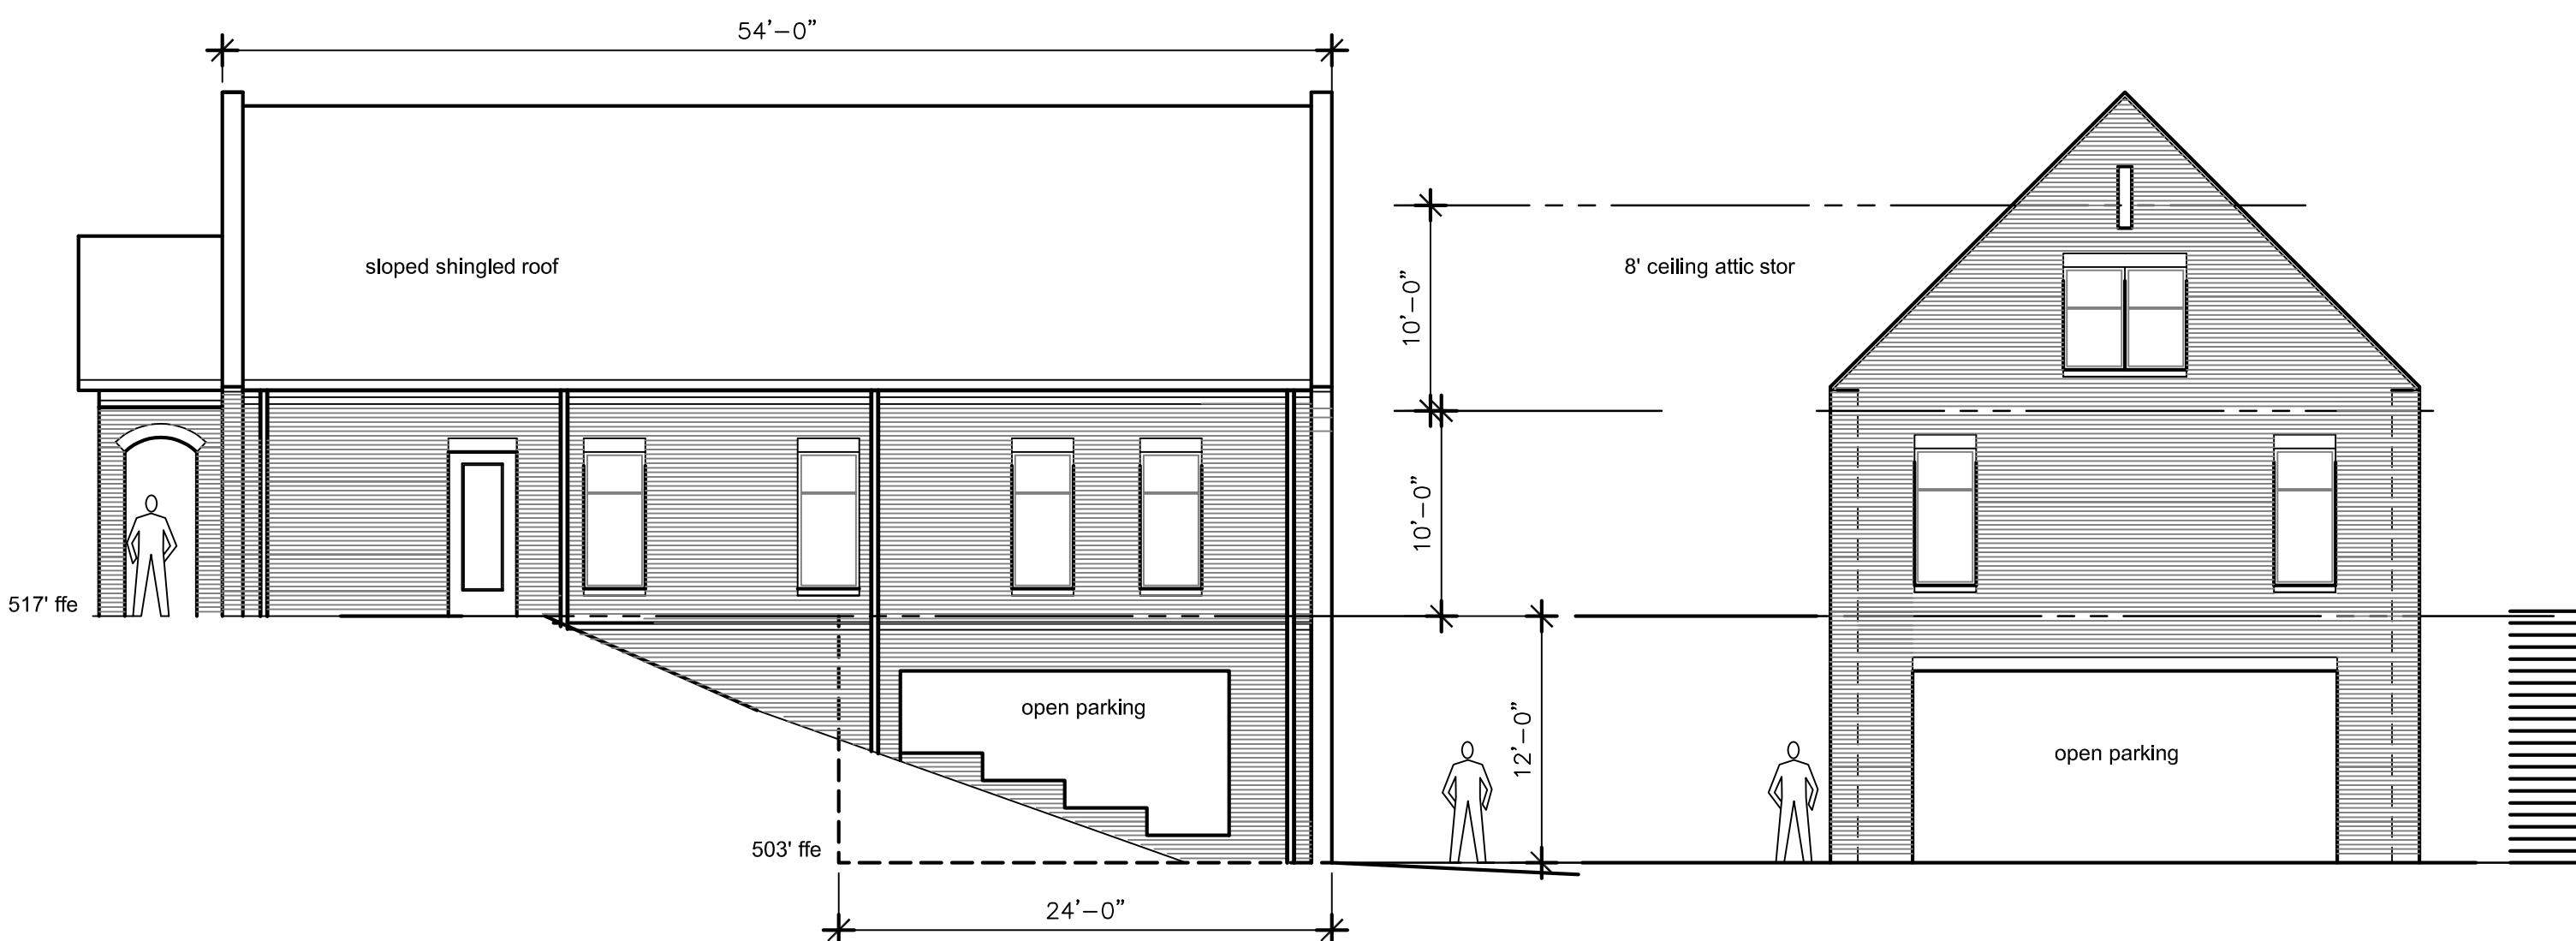 54'-0"
sloped shingled roof
8' ceiling attic stor
10'-0"
10'-0"
517' ffe
open parking
12'-0"
open parking
503' ffe
24'-0"